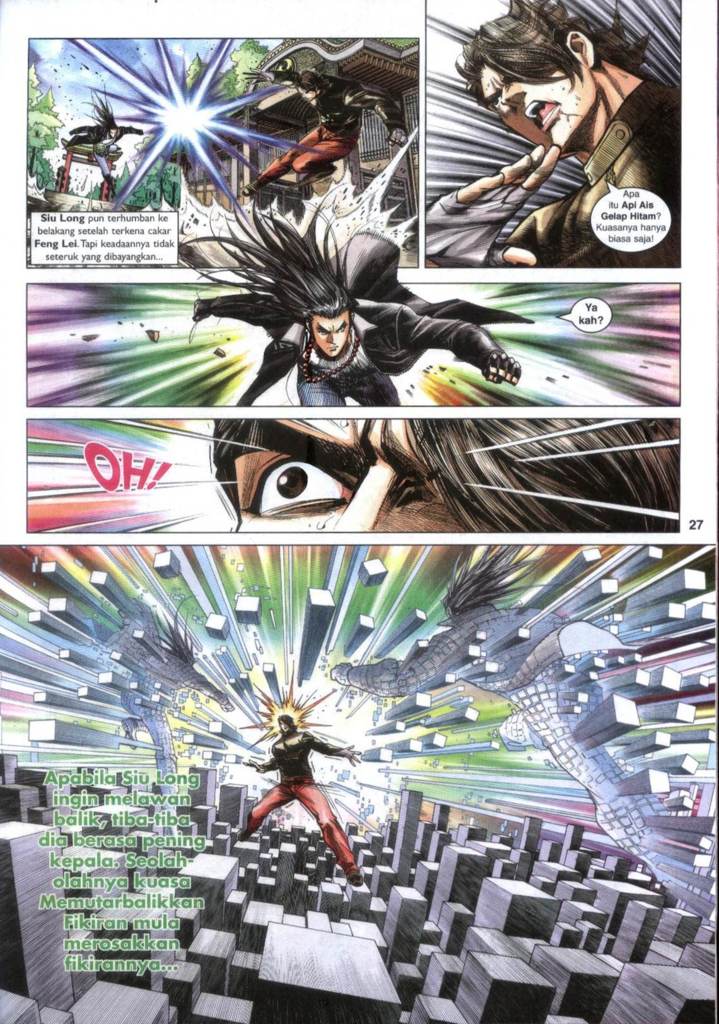 Siu Long pun terhumban ke
belakang setelah terkena cakar
Feng Lei. Tapi keadaannya tidak
seteruk yang dibayangkan...
Apa
itu Api Ais
Gelap Hitam?
Kuasanya hanya
biasa saja!
Ya
kah?
OH!
27
Apabila Siu Long
ingin melawan
balik, tiba-tiba
dia berasa pening
kepala. Seolah-
olahnya kuasa
Memutarbalikkan
Fikiran mula
merosakkan
fikirannya...